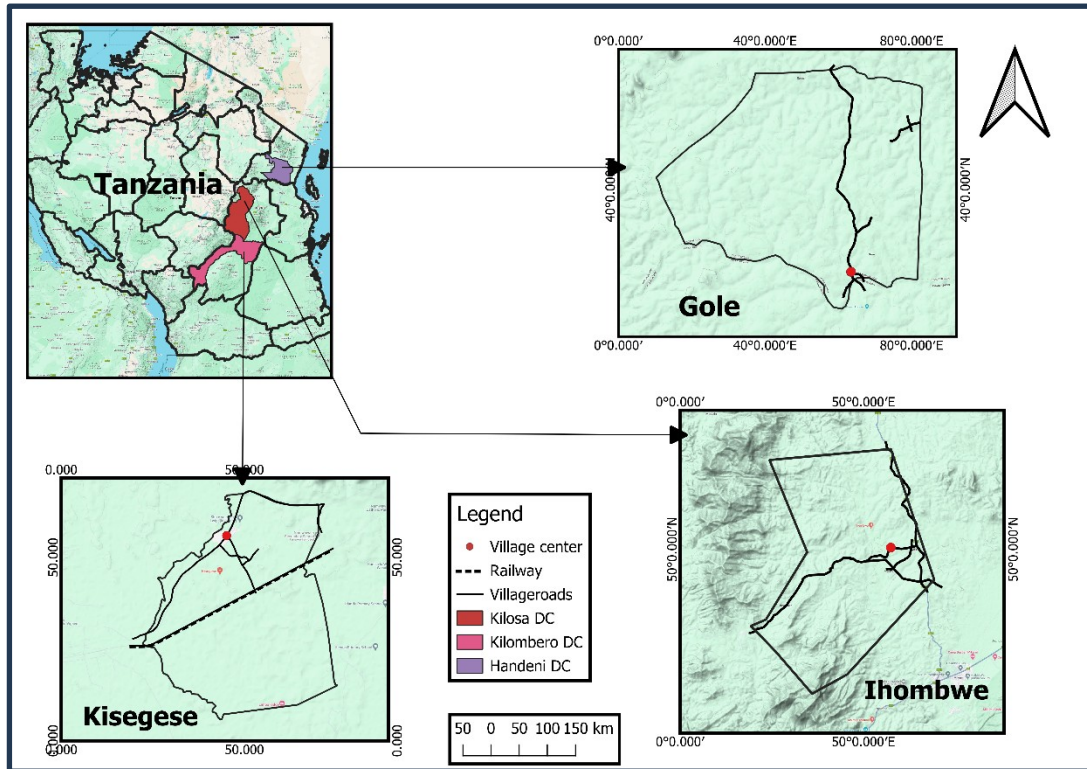 Tanzania
0°0.000′ 40°0.000′E 80°0.000′
40°0.000′N
40°0.000′N
Gole
0°0.000′ 40°0.000′E 80°0.000′
0°0.000′ 50°0.000′E
50°0.000′N
50°0.000′N
Ihombwe
0°0.000′ 50°0.000′E
0.000 50.000
50.000
50.000
Kisegese
0.000 50.000 0.000
Legend
Village center
Railway
Villageroads
Kilosa DC
Kilombero DC
Handeni DC
50 0 50 100 150 km